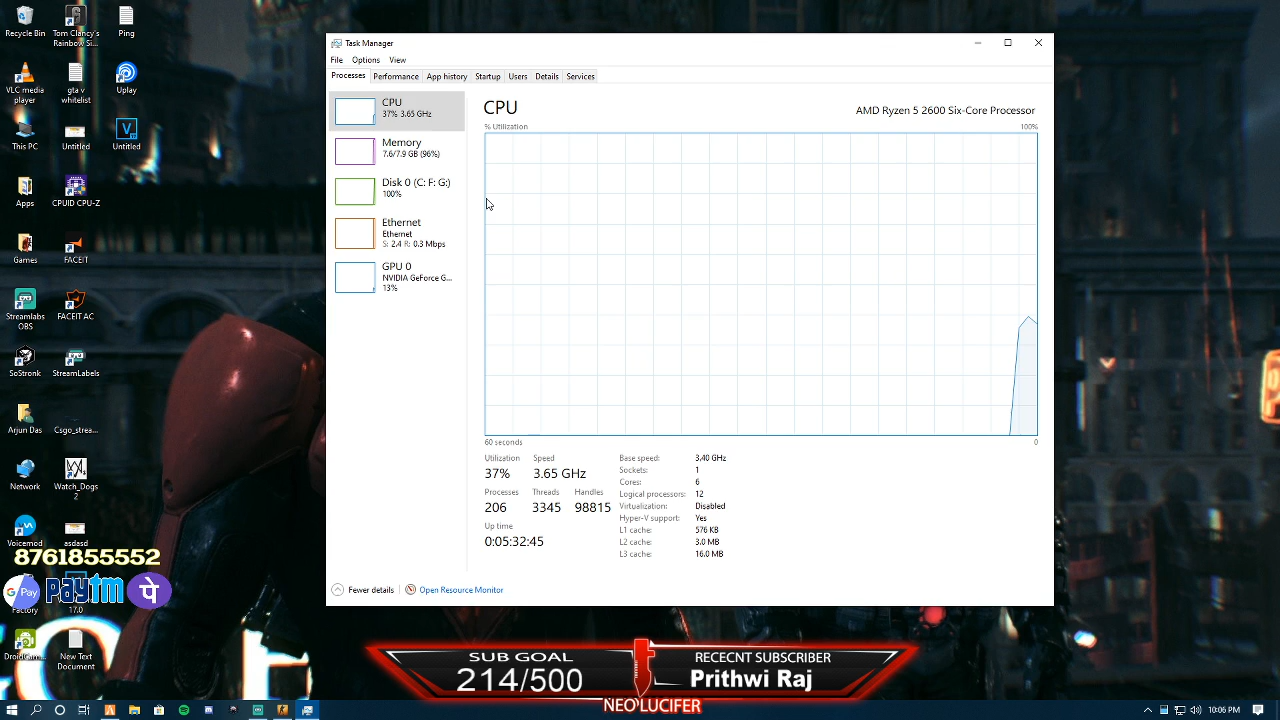 Recycle Bin
Tom Clancy's
Rainbow Si...
Ping
VLC media
player
gta v
whitelist
Uplay
This PC
Untitled
Untitled
Apps
CPUID CPU-Z
Games
FACEIT
Streamlabs
OBS
FACEIT AC
SoStronk
StreamLabels
Arjun Das
Csgo_strea...
Network
Watch_Dogs
2
Voicemod
asdasd
8761855552
G Pay
Paytm
पे
Factory
17.0
DroidCam...
New Text
Document
Task Manager
File
Options
View
Processes
Performance
App history
Startup
Users
Details
Services
CPU
37% 3.65 GHz
Memory
7.6/7.9 GB (96%)
Disk 0 (C: F: G:)
100%
Ethernet
Ethernet
S: 2.4 R: 0.3 Mbps
GPU 0
NVIDIA GeForce G...
13%
CPU
AMD Ryzen 5 2600 Six-Core Processor
% Utilization
100%
60 seconds
0
Utilization
Speed
37%
3.65 GHz
Processes
Threads
Handles
206
3345
98815
Up time
0:05:32:45
Base speed:
3.40 GHz
Sockets:
1
Cores:
6
Logical processors:
12
Virtualization:
Disabled
Hyper-V support:
Yes
L1 cache:
576 KB
L2 cache:
3.0 MB
L3 cache:
16.0 MB
Fewer details
Open Resource Monitor
SUB GOAL
214/500
RECECNT SUBSCRIBER
Prithwi Raj
NEO LUCIFER
10:06 PM